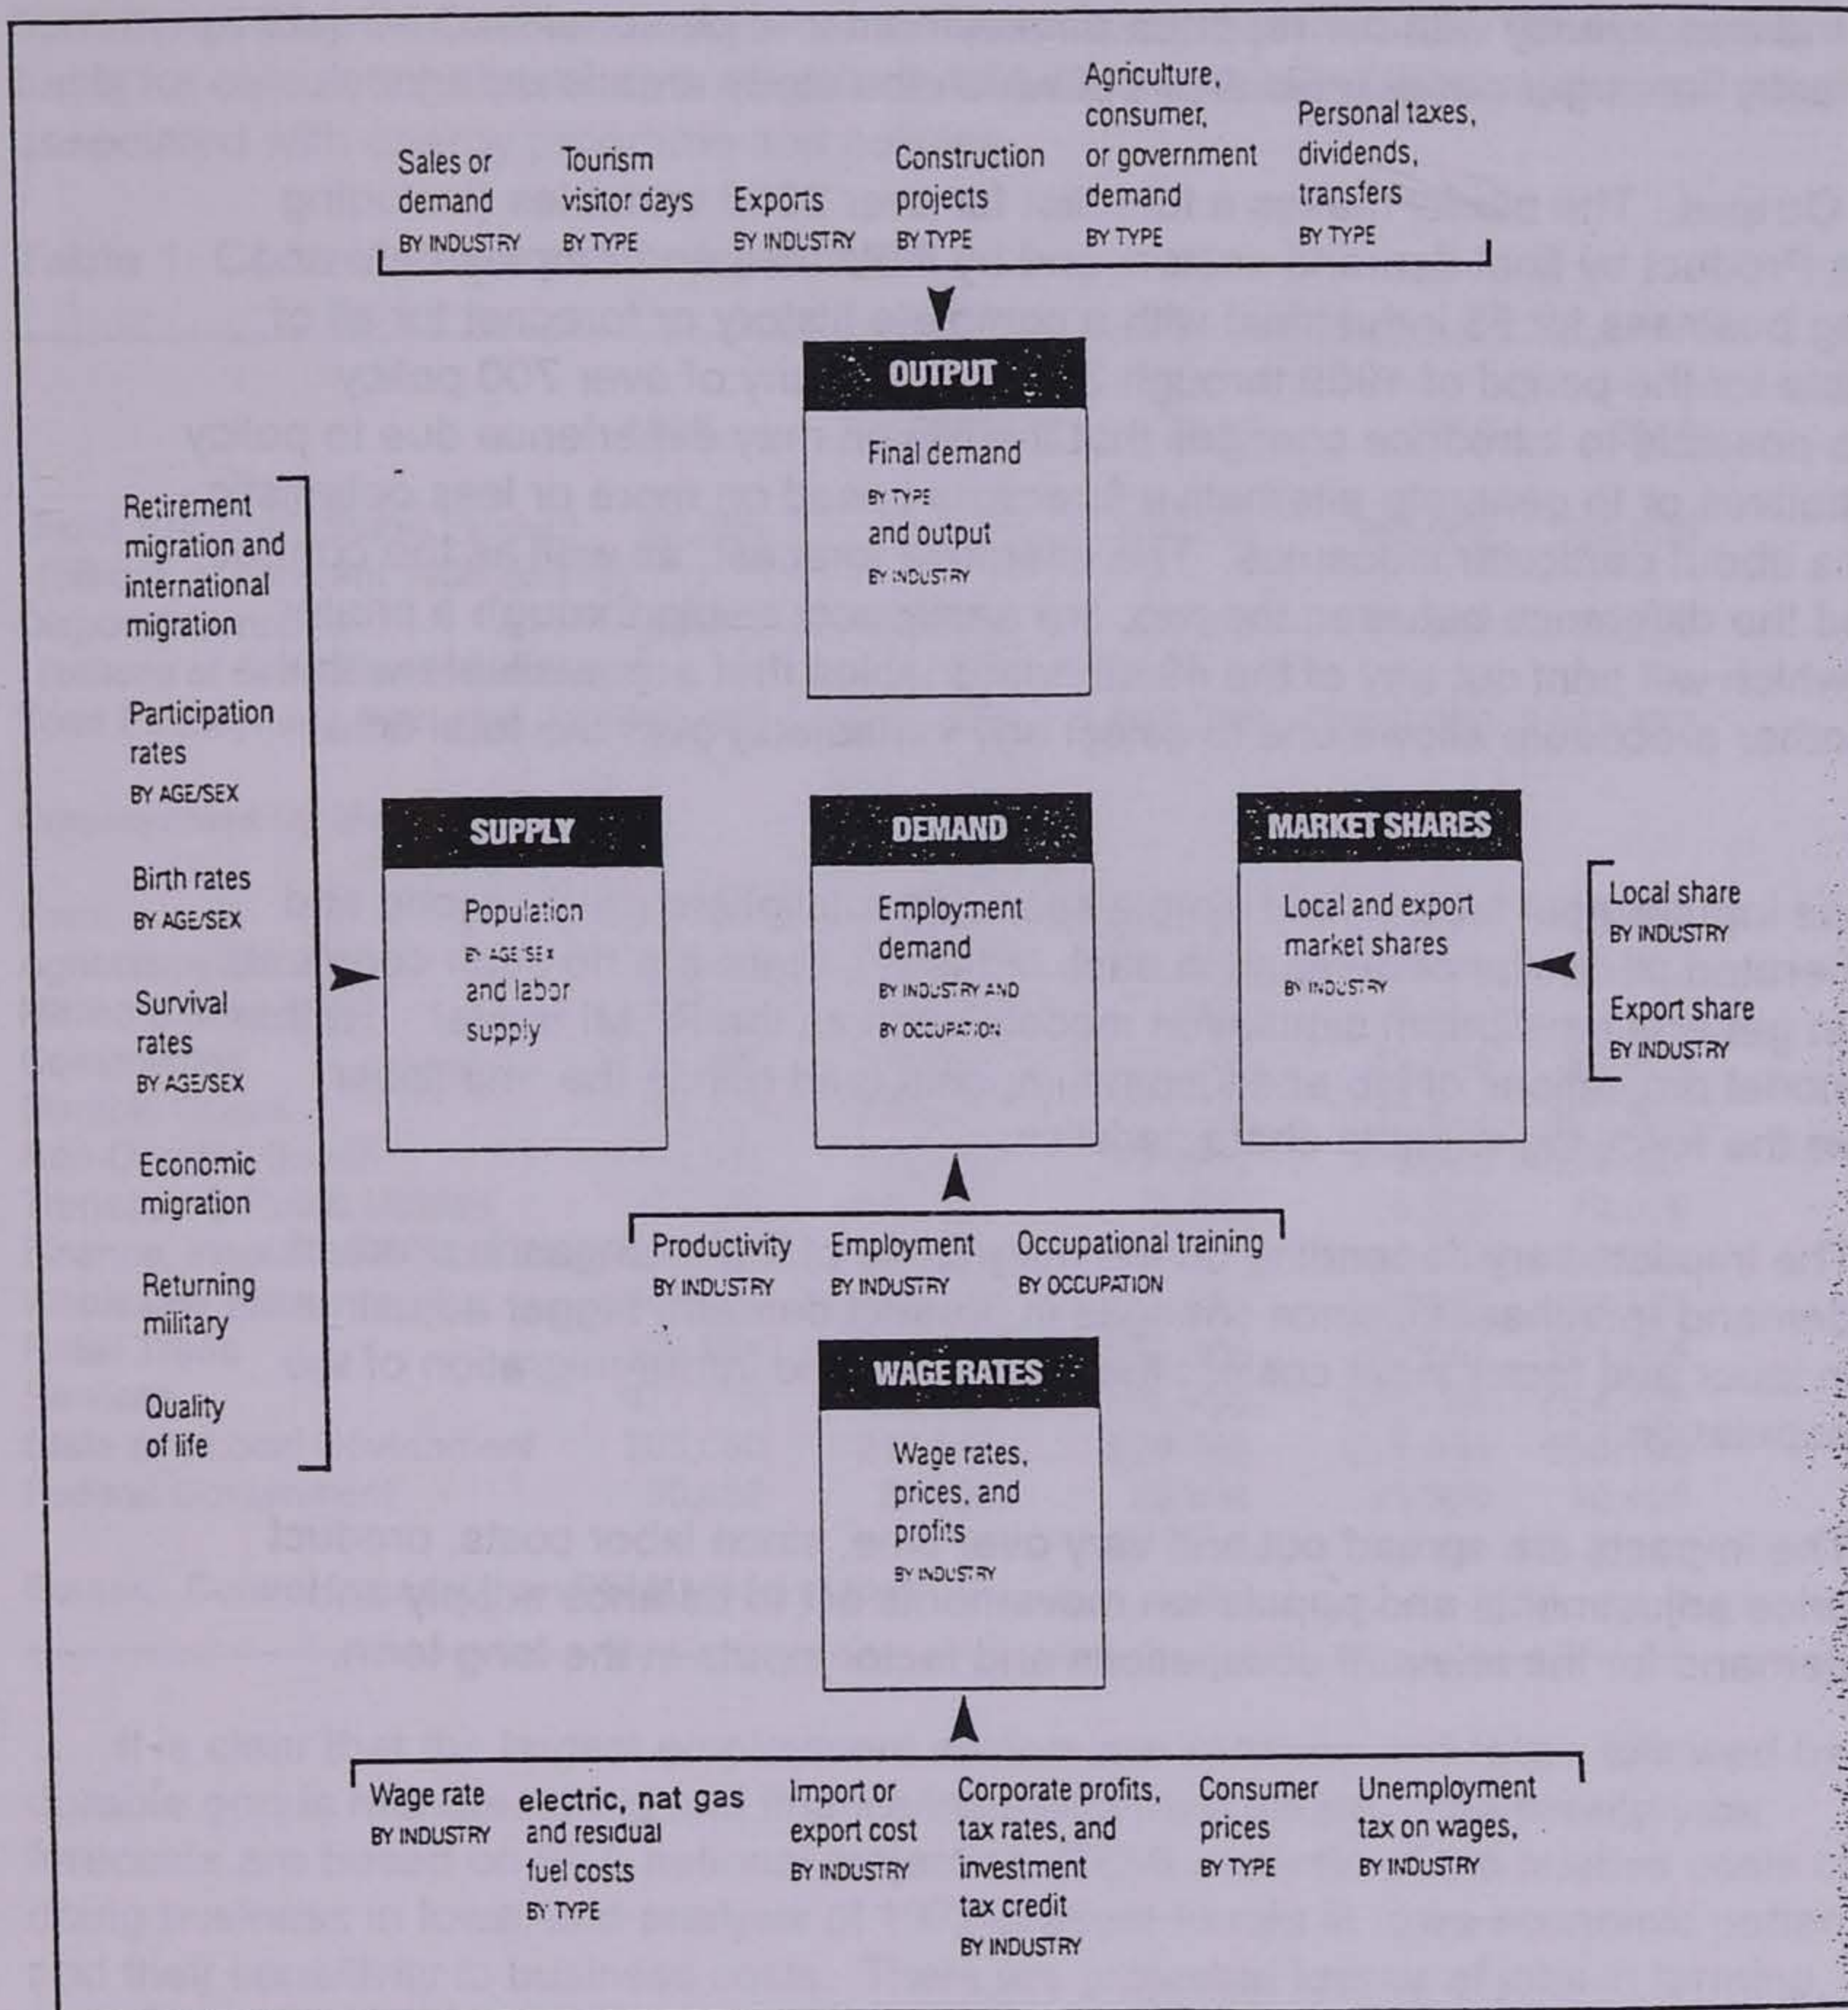 Sales or
demand
BY INDUSTRY
Tourism
visitor days
BY TYPE
Exports
BY INDUSTRY
Construction
projects
BY TYPE
Agriculture,
consumer,
or government
demand
BY TYPE
Personal taxes,
dividends,
transfers
BY TYPE
OUTPUT
Final demand
BY TYPE
and output
BY INDUSTRY
Retirement
migration and
international
migration
Participation
rates
BY AGE/SEX
Birth rates
BY AGE/SEX
Survival
rates
BY AGE/SEX
Economic
migration
Returning
military
Quality
of life
SUPPLY
Population
BY AGE/SEX
and labor
supply
DEMAND
Employment
demand
BY INDUSTRY AND
BY OCCUPATION
MARKET SHARES
Local and export
market shares
BY INDUSTRY
Local share
BY INDUSTRY
Export share
BY INDUSTRY
Productivity
BY INDUSTRY
Employment
BY INDUSTRY
Occupational training
BY OCCUPATION
WAGE RATES
Wage rates,
prices, and
profits
BY INDUSTRY
Wage rate
BY INDUSTRY
electric, nat gas
and residual
fuel costs
BY TYPE
Import or
export cost
BY INDUSTRY
Corporate profits,
tax rates, and
investment
tax credit
BY INDUSTRY
Consumer
prices
BY TYPE
Unemployment
tax on wages,
BY INDUSTRY